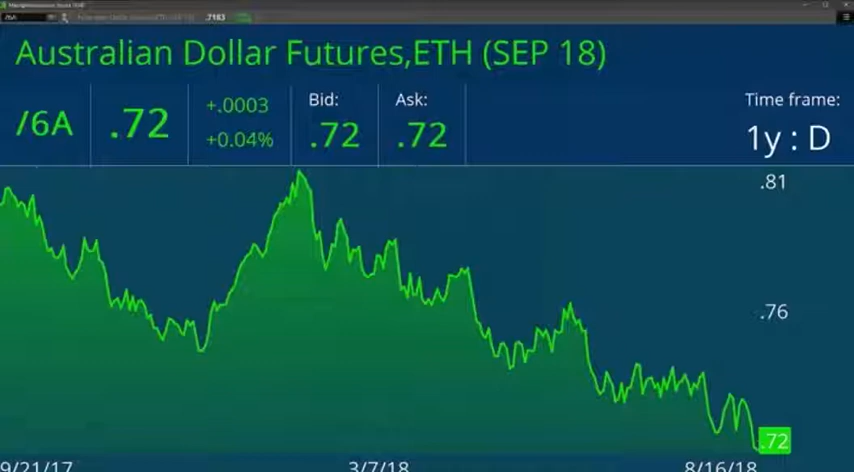 /6A .7183
Australian Dollar Futures,ETH (SEP 18)
/6A
.72
+.0003
+0.04%
Bid:
.72
Ask:
.72
Time frame:
1y : D
.81
.76
.72
9/21/17 3/7/18 8/16/18